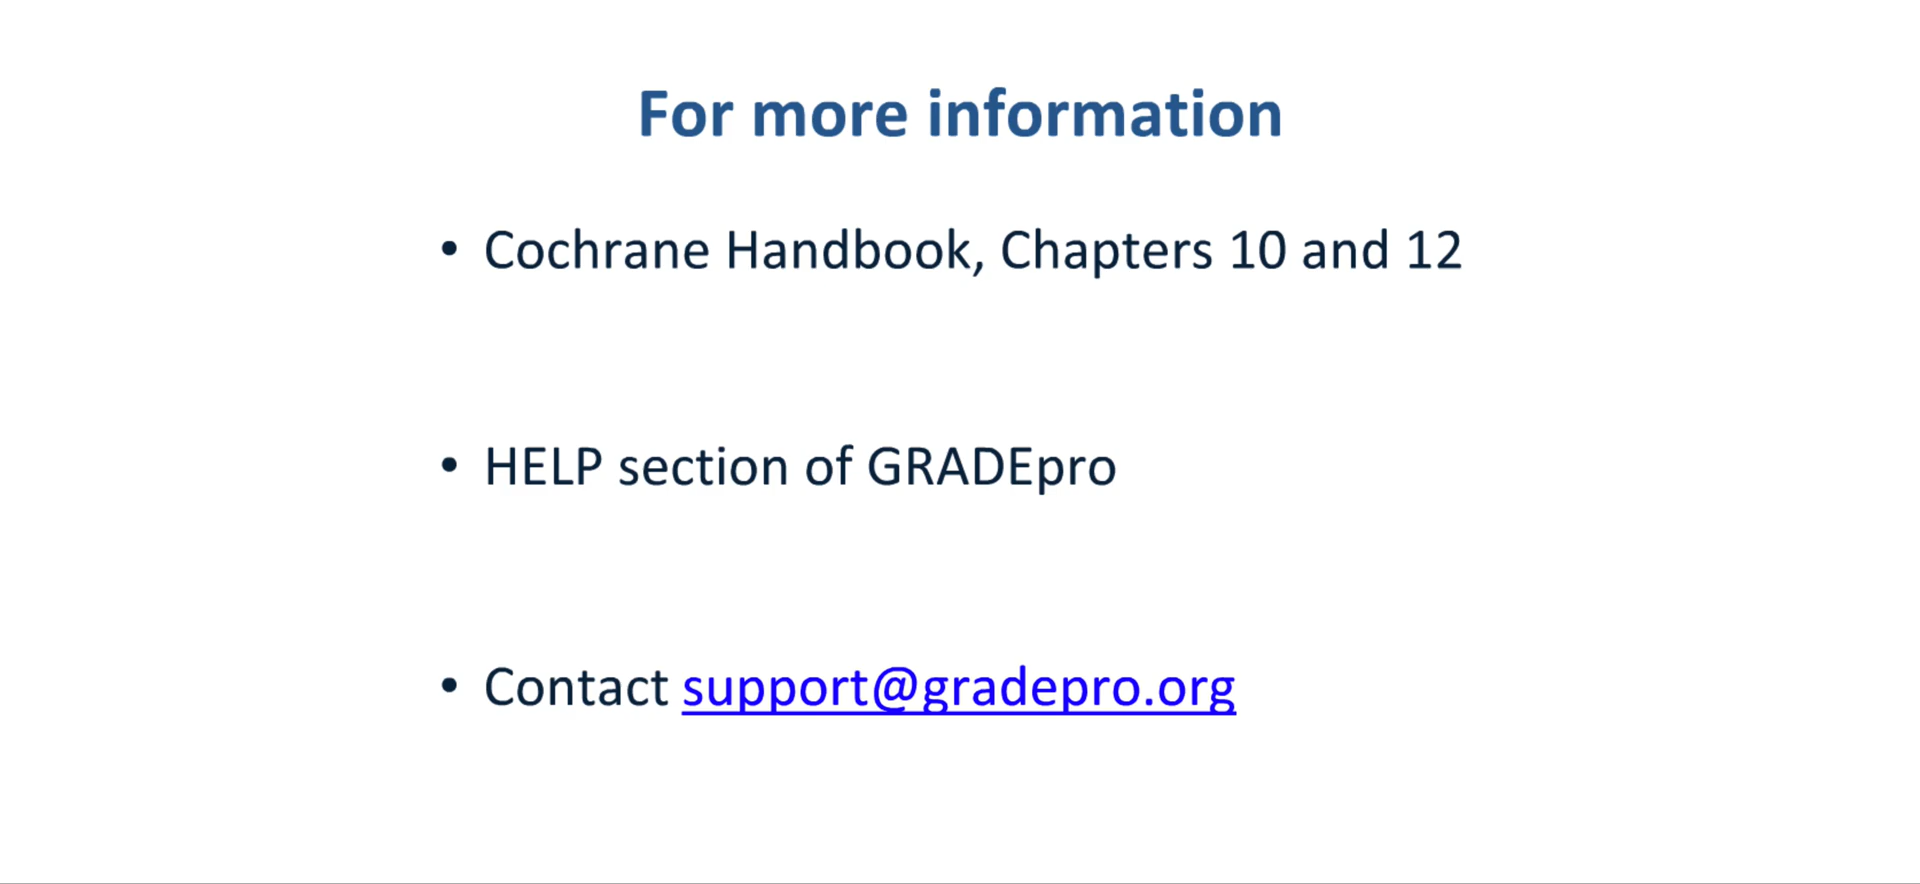 For more information
• Cochrane Handbook, Chapters 10 and 12
• HELP section of GRADEpro
• Contact support@gradepro.org